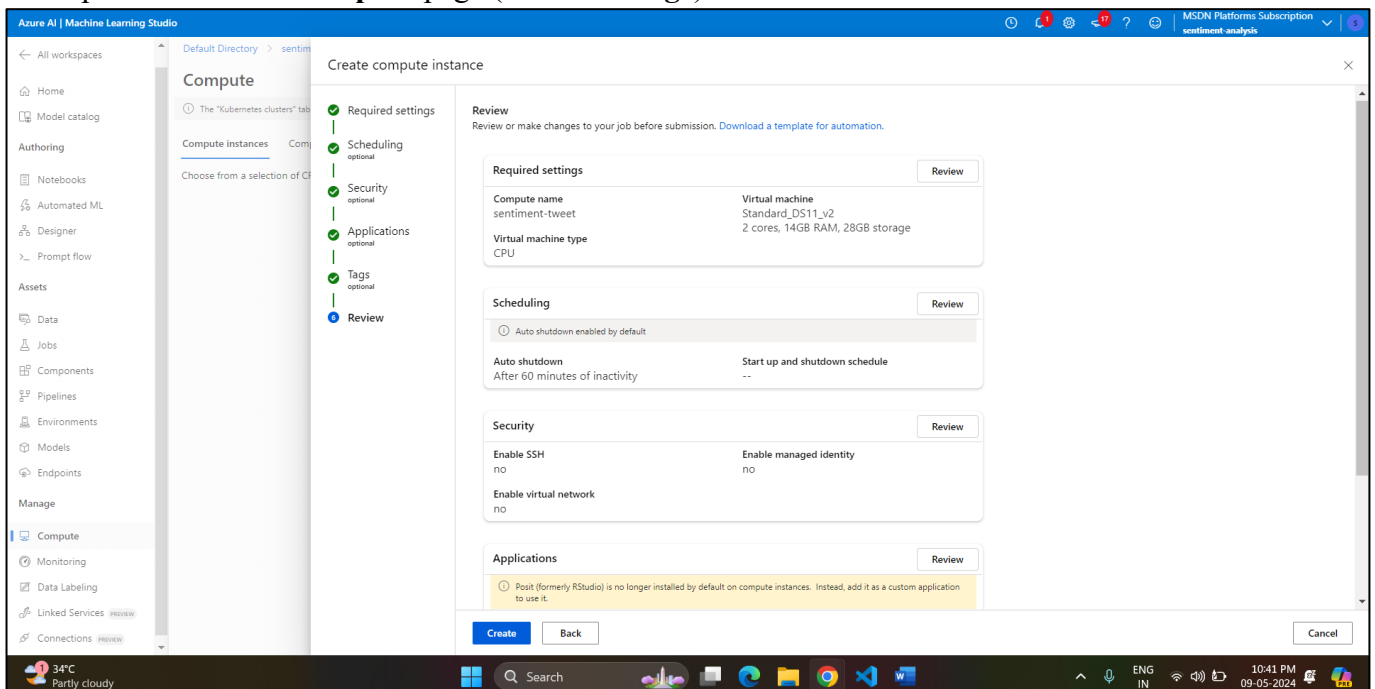 Azure AI | Machine Learning Studio
1
17
?
MSDN Platforms Subscription
sentiment-analysis
S
All workspaces
Home
Model catalog
Authoring
Notebooks
Automated ML
Designer
Prompt flow
Assets
Data
Jobs
Components
Pipelines
Environments
Models
Endpoints
Manage
Compute
Monitoring
Data Labeling
Linked Services PREVIEW
Connections PREVIEW
Default Directory > sentim
Compute
The "Kubernetes clusters" tab
Compute instances Com
Choose from a selection of CP
Create compute instance
Required settings
Scheduling
optional
Security
optional
Applications
optional
Tags
optional
6 Review
Review
Review or make changes to your job before submission. Download a template for automation.
Required settings
Review
Compute name
sentiment-tweet
Virtual machine
Standard_DS11_v2
2 cores, 14GB RAM, 28GB storage
Virtual machine type
CPU
Scheduling
Review
Auto shutdown enabled by default
Auto shutdown
After 60 minutes of inactivity
Start up and shutdown schedule
--
Security
Review
Enable SSH
no
Enable managed identity
no
Enable virtual network
no
Applications
Review
Posit (formerly RStudio) is no longer installed by default on compute instances. Instead, add it as a custom application
to use it.
Create
Back
Cancel
1
34°C
Partly cloudy
Search
ENG
IN
10:41 PM
09-05-2024
PRE